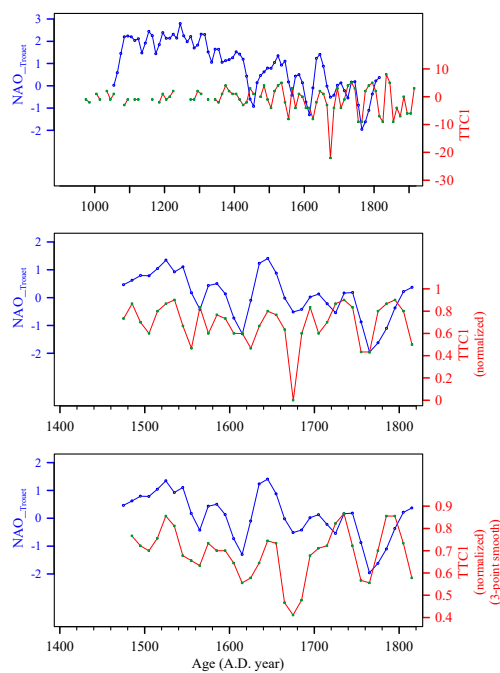 3
2
1
0
-1
-2
NAO_Trouet
10
0
-10
-20
-30
TTC1
1000 1200 1400 1600 1800
2
1
0
-1
-2
NAO_Trouet
1
0.8
0.6
0.4
0.2
0
TTC1
(normalized)
1400 1500 1600 1700 1800
2
1
0
-1
-2
NAO_Trouet
0.9
0.8
0.7
0.6
0.5
0.4
TTC1
(normalized)
(3-point smooth)
1400 1500 1600 1700 1800
Age (A.D. year)